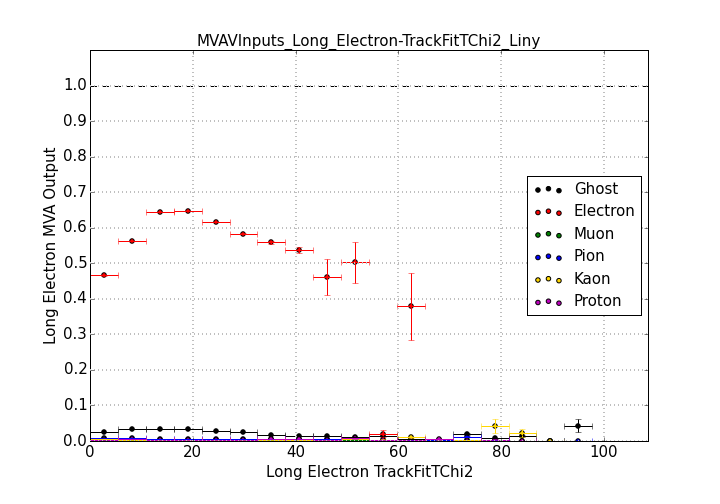 MVAVInputs_Long_Electron-TrackFitTChi2_Liny
1.0
0.9
0.8
0.7
0.6
0.5
0.4
0.3
0.2
0.1
0.0
Long Electron MVA Output
Ghost
Electron
Muon
Pion
Kaon
Proton
0 20 40 60 80 100
Long Electron TrackFitTChi2